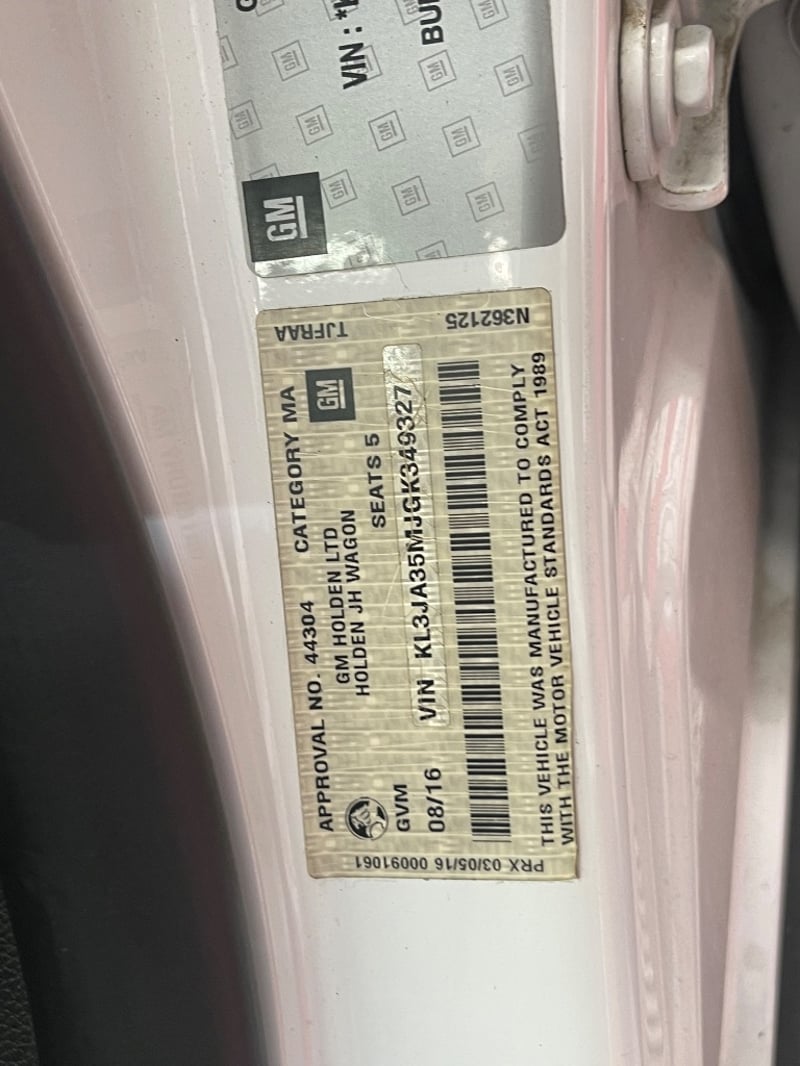 VIN : *K
BUI
GM
TJFRAA
N362125
APPROVAL NO. 44304 CATEGORY MA
GM HOLDEN LTD
HOLDEN JH WAGON
GM
GVM SEATS 5
08/16 VIN KL3JA35MJGK349327
THIS VEHICLE WAS MANUFACTURED TO COMPLY
WITH THE MOTOR VEHICLE STANDARDS ACT 1989
PRX 03/05/16 00091061